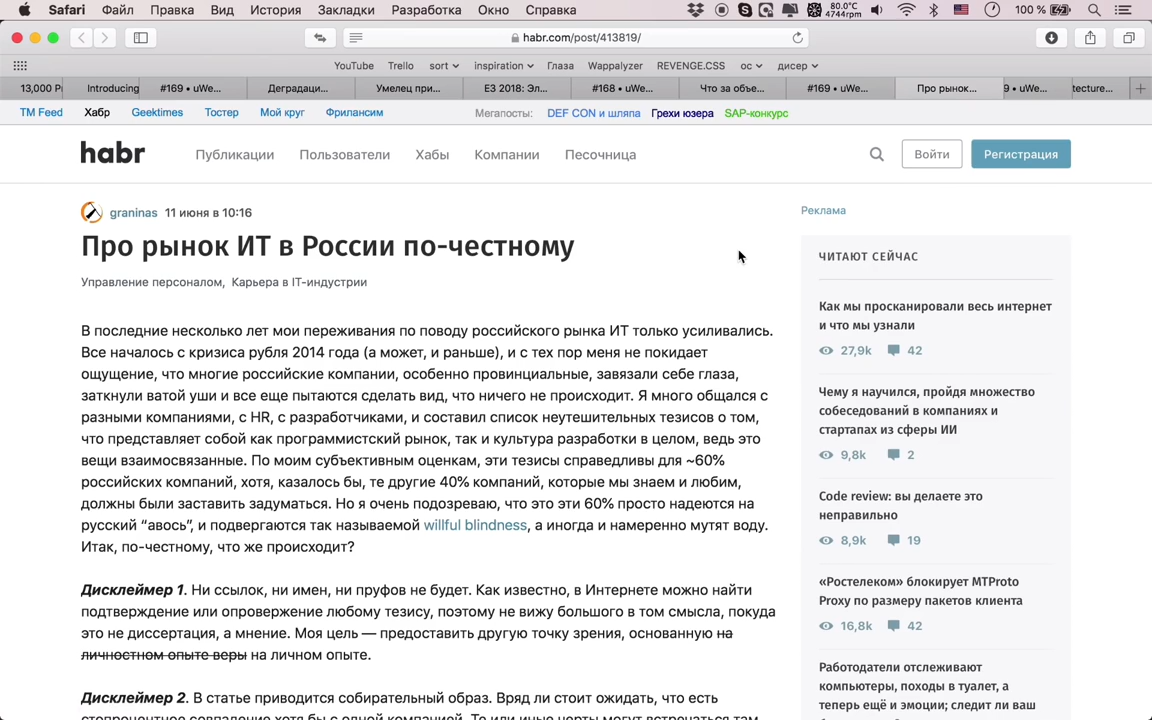 Safari Файл Правка Вид История Закладки Разработка Окно Справка 80.0°C 4744rpm 100 %
habr.com/post/413819/
YouTube Trello sort inspiration Глаза Wappalyzer REVENGE.CSS ос дисер
13,000 Introducing #169 • uWe... Деградаци... Умелец при... E3 2018: Эл... #168 • uWe... Что за объе... #169 • uWe... Про рынок... 9 • uWe... tecture...
TM Feed Хабр Geektimes Тостер Мой круг Фрилансим Мегапосты: DEF CON и шляпа Грехи юзера SAP-конкурс
habr Публикации Пользователи Хабы Компании Песочница Войти Регистрация
graninas 11 июня в 10:16
Про рынок ИТ в России по-честному
Управление персоналом, Карьера в IT-индустрии
В последние несколько лет мои переживания по поводу российского рынка ИТ только усиливались.
Все началось с кризиса рубля 2014 года (а может, и раньше), и с тех пор меня не покидает
ощущение, что многие российские компании, особенно провинциальные, завязали себе глаза,
заткнули ватой уши и все еще пытаются сделать вид, что ничего не происходит. Я много общался с
разными компаниями, с HR, с разработчиками, и составил список неутешительных тезисов о том,
что представляет собой как программистский рынок, так и культура разработки в целом, ведь это
вещи взаимосвязанные. По моим субъективным оценкам, эти тезисы справедливы для ~60%
российских компаний, хотя, казалось бы, те другие 40% компаний, которые мы знаем и любим,
должны были заставить задуматься. Но я очень подозреваю, что это эти 60% просто надеются на
русский “авось”, и подвергаются так называемой willful blindness, а иногда и намеренно мутят воду.
Итак, по-честному, что же происходит?
Дисклеймер 1. Ни ссылок, ни имен, ни пруфов не будет. Как известно, в Интернете можно найти
подтверждение или опровержение любому тезису, поэтому не вижу большого в том смысла, покуда
это не диссертация, а мнение. Моя цель — предоставить другую точку зрения, основанную на
личностном опыте веры на личном опыте.
Дисклеймер 2. В статье приводится собирательный образ. Вряд ли стоит ожидать, что есть
стопроцентное совпадение хотя бы с одной компанией. Те или иные черты могут встречаться там
Реклама
ЧИТАЮТ СЕЙЧАС
Как мы просканировали весь интернет
и что мы узнали
27,9k 42
Чему я научился, пройдя множество
собеседований в компаниях и
стартапах из сферы ИИ
9,8k 2
Code review: вы делаете это
неправильно
8,9k 19
«Ростелеком» блокирует MTProto
Proxy по размеру пакетов клиента
16,8k 42
Работодатели отслеживают
компьютеры, походы в туалет, а
теперь ещё и эмоции; следит ли ваш